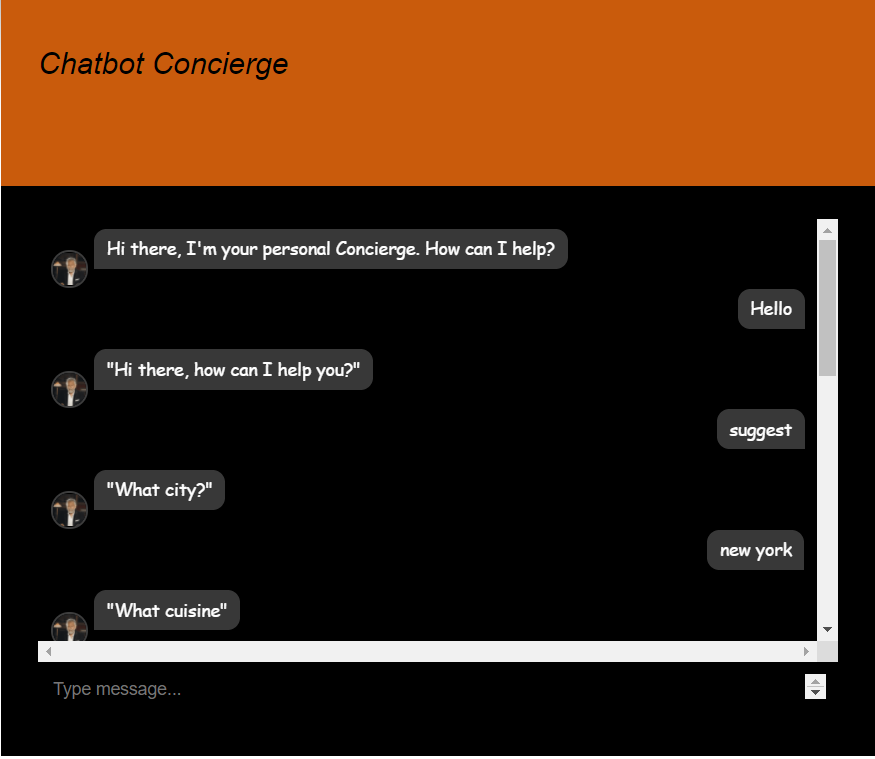 Chatbot Concierge
Hi there, I'm your personal Concierge. How can I help?
Hello
"Hi there, how can I help you?"
suggest
"What city?"
new york
"What cuisine"
Type message...